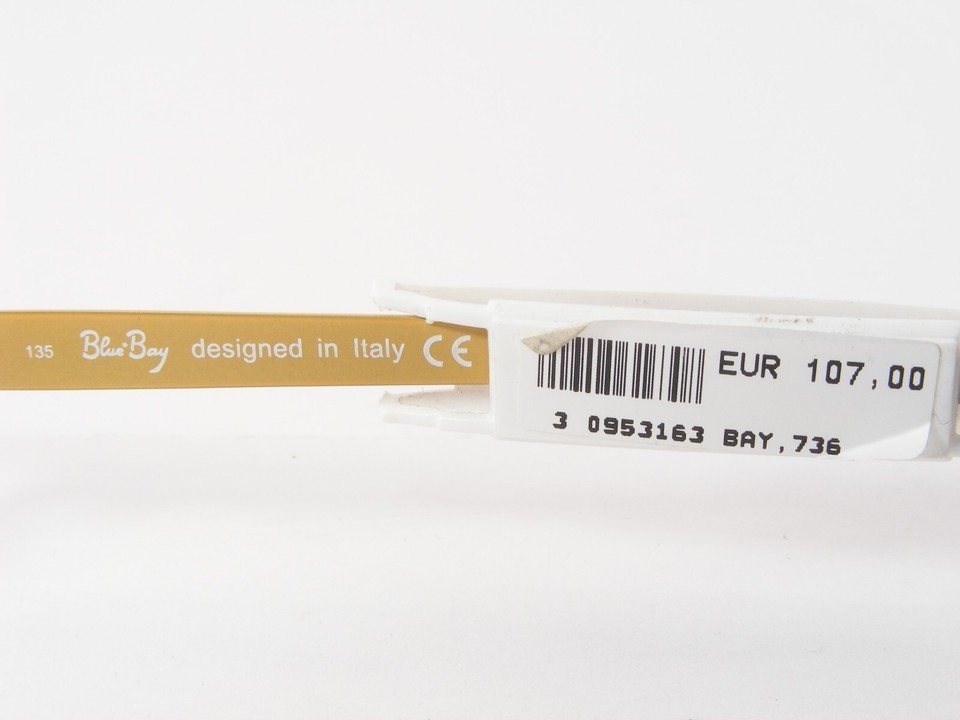 135 Blue Bay designed in Italy CE
EUR 107,00
3 0953163 BAY,736